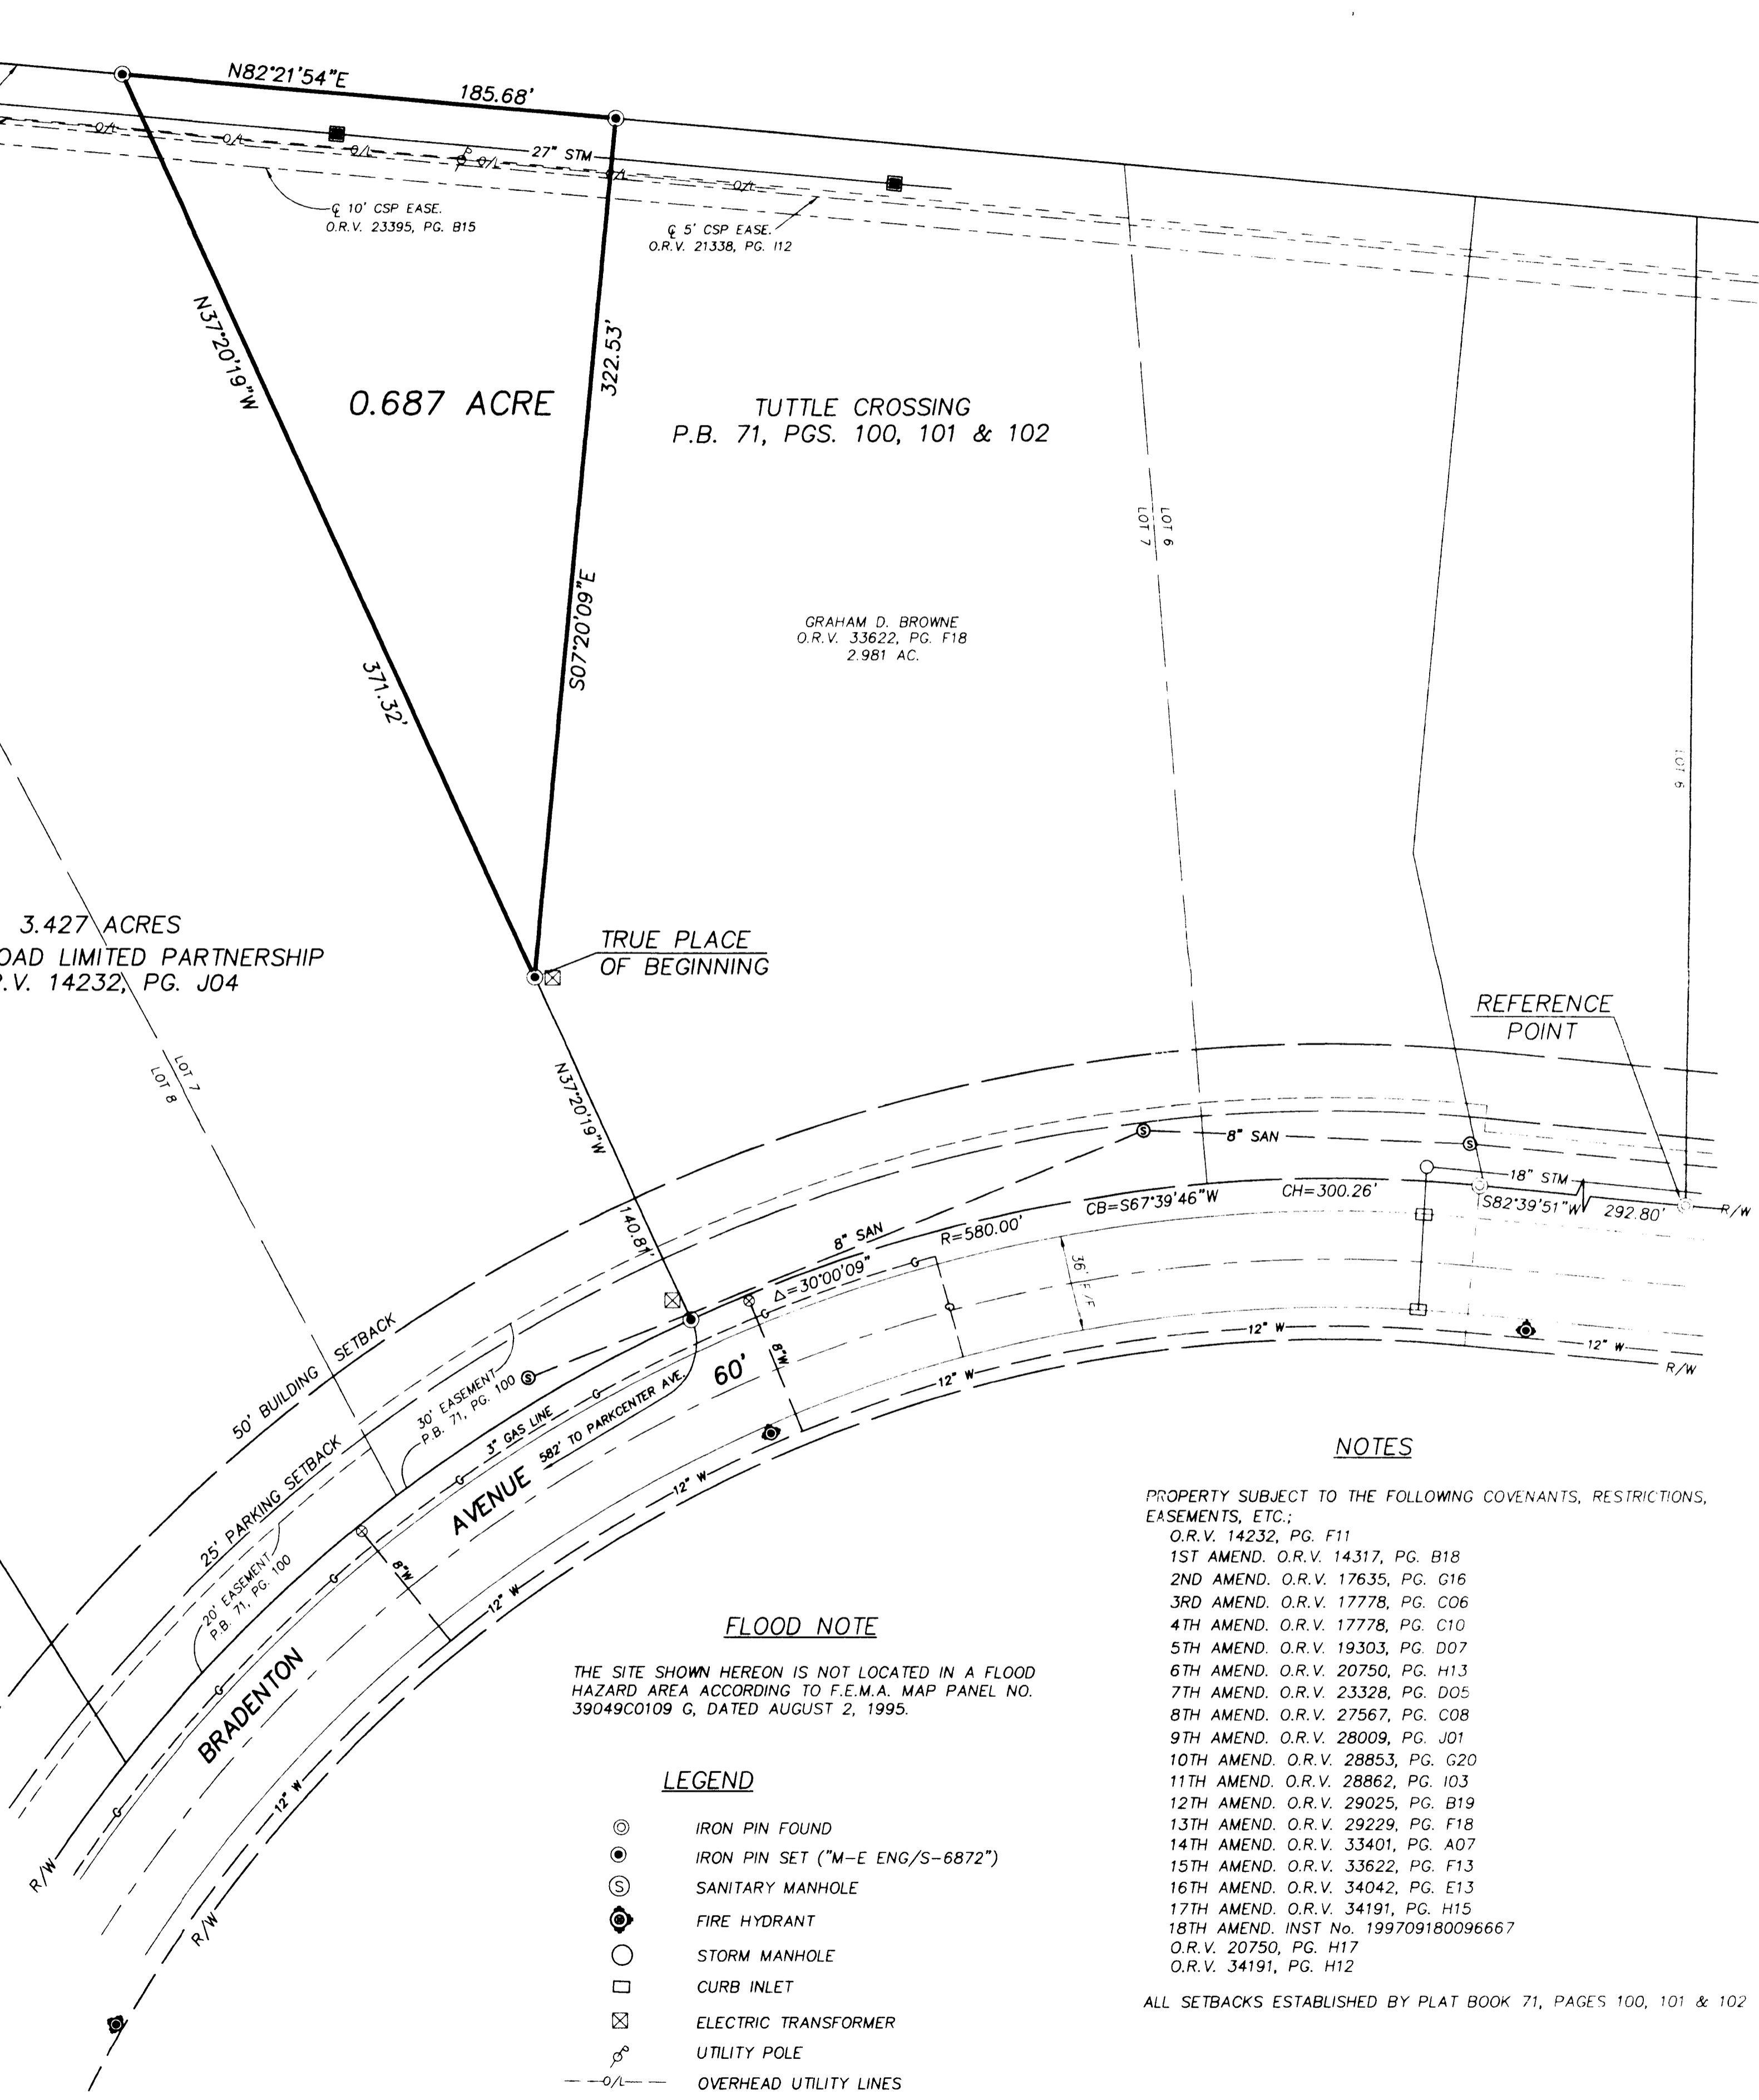 N82°21'54"E
185.68'
O/L
O/L
O/L
O/L
27" STM
O/L
O/L
℄ 10' CSP EASE.
O.R.V. 23395, PG. B15
℄ 5' CSP EASE.
O.R.V. 21338, PG. I12
N37°20'19"W
322.53'
0.687 ACRE
TUTTLE CROSSING
P.B. 71, PGS. 100, 101 & 102
LOT 6
LOT 7
S07°20'09"E
GRAHAM D. BROWNE
O.R.V. 33622, PG. F18
2.981 AC.
371.32'
LOT 6
3.427 ACRES
OAD LIMITED PARTNERSHIP
.V. 14232, PG. J04
TRUE PLACE
OF BEGINNING
REFERENCE
POINT
LOT 7
LOT 8
N37°20'19"W
140.81'
S
8" SAN
S
18" STM
CB=S67°39'46"W
CH=300.26'
S82°39'51"W
292.80'
R/W
8" SAN
R=580.00'
Δ=30°00'09"
G
G
36' F/F
50' BUILDING SETBACK
30' EASEMENT
P.B. 71, PG. 100
S
8"W
60'
12" W
12" W
12" W
R/W
3" GAS LINE
G
582' TO PARKCENTER AVE.
AVENUE
G
12" W
25' PARKING SETBACK
20' EASEMENT
P.B. 71, PG. 100
8"W
G
12" W
G
BRADENTON
12" W
G
R/W
R/W
FLOOD NOTE
THE SITE SHOWN HEREON IS NOT LOCATED IN A FLOOD
HAZARD AREA ACCORDING TO F.E.M.A. MAP PANEL NO.
39049C0109 G, DATED AUGUST 2, 1995.
LEGEND
IRON PIN FOUND
IRON PIN SET ("M-E ENG/S-6872")
S SANITARY MANHOLE
FIRE HYDRANT
STORM MANHOLE
CURB INLET
ELECTRIC TRANSFORMER
UTILITY POLE
O/L OVERHEAD UTILITY LINES
NOTES
PROPERTY SUBJECT TO THE FOLLOWING COVENANTS, RESTRICTIONS,
EASEMENTS, ETC.;
O.R.V. 14232, PG. F11
1ST AMEND. O.R.V. 14317, PG. B18
2ND AMEND. O.R.V. 17635, PG. G16
3RD AMEND. O.R.V. 17778, PG. C06
4TH AMEND. O.R.V. 17778, PG. C10
5TH AMEND. O.R.V. 19303, PG. D07
6TH AMEND. O.R.V. 20750, PG. H13
7TH AMEND. O.R.V. 23328, PG. D05
8TH AMEND. O.R.V. 27567, PG. C08
9TH AMEND. O.R.V. 28009, PG. J01
10TH AMEND. O.R.V. 28853, PG. G20
11TH AMEND. O.R.V. 28862, PG. I03
12TH AMEND. O.R.V. 29025, PG. B19
13TH AMEND. O.R.V. 29229, PG. F18
14TH AMEND. O.R.V. 33401, PG. A07
15TH AMEND. O.R.V. 33622, PG. F13
16TH AMEND. O.R.V. 34042, PG. E13
17TH AMEND. O.R.V. 34191, PG. H15
18TH AMEND. INST No. 199709180096667
O.R.V. 20750, PG. H17
O.R.V. 34191, PG. H12
ALL SETBACKS ESTABLISHED BY PLAT BOOK 71, PAGES 100, 101 & 102